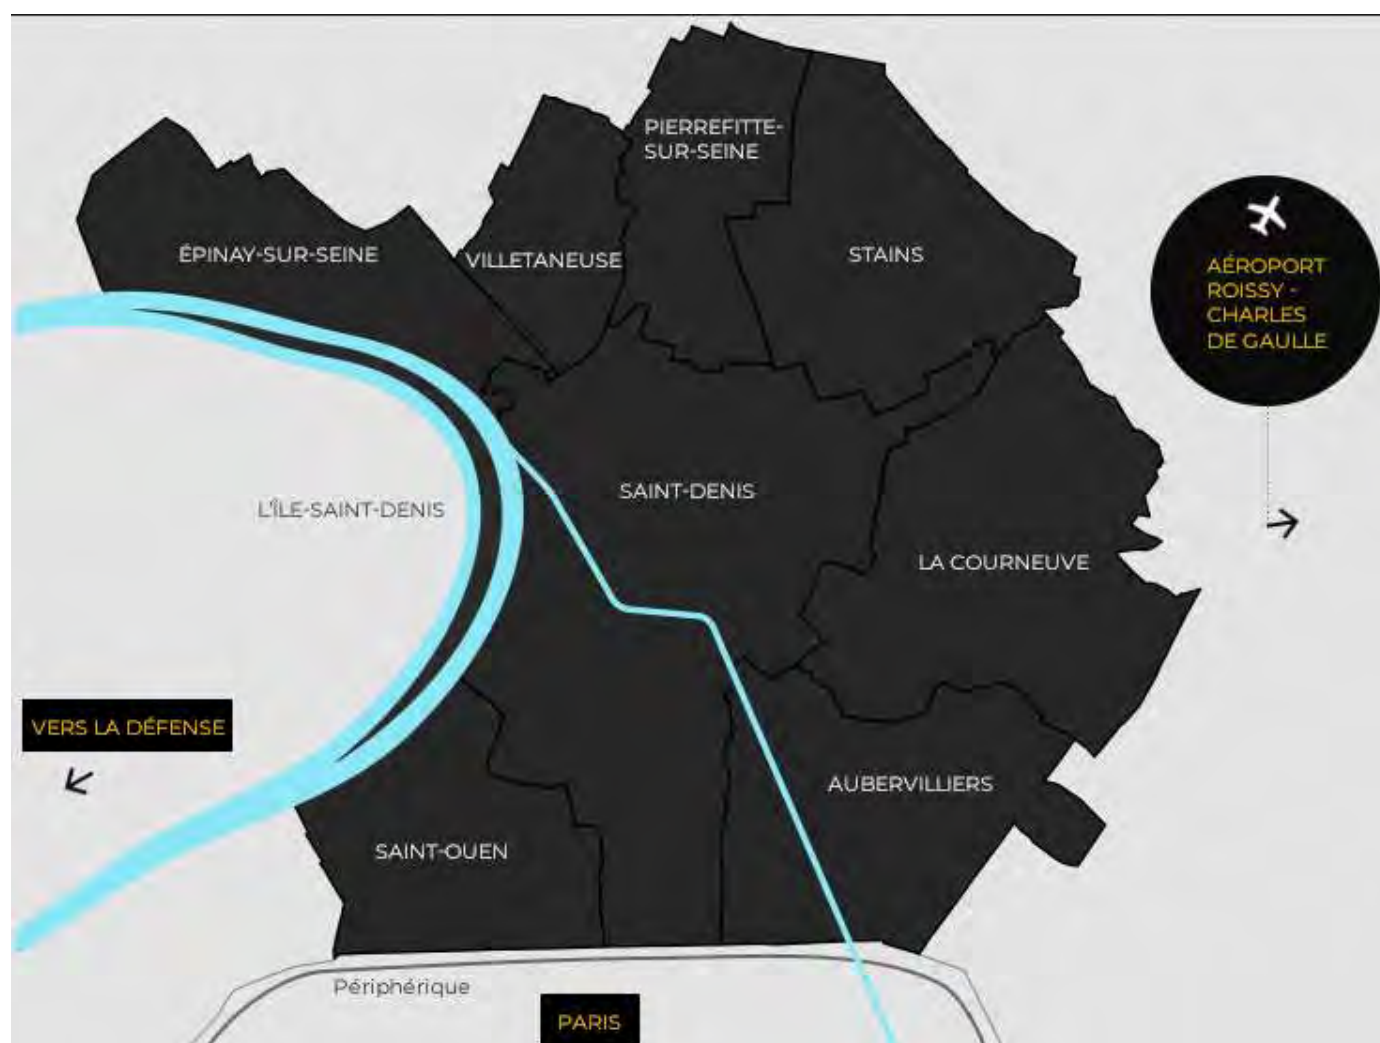 PIERREFITTE-
SUR-SEINE
ÉPINAY-SUR-SEINE
VILLETANEUSE
STAINS
AÉROPORT
ROISSY -
CHARLES
DE GAULLE
SAINT-DENIS
L'ÎLE-SAINT-DENIS
LA COURNEUVE
VERS LA DÉFENSE
AUBERVILLIERS
SAINT-OUEN
Périphérique
PARIS